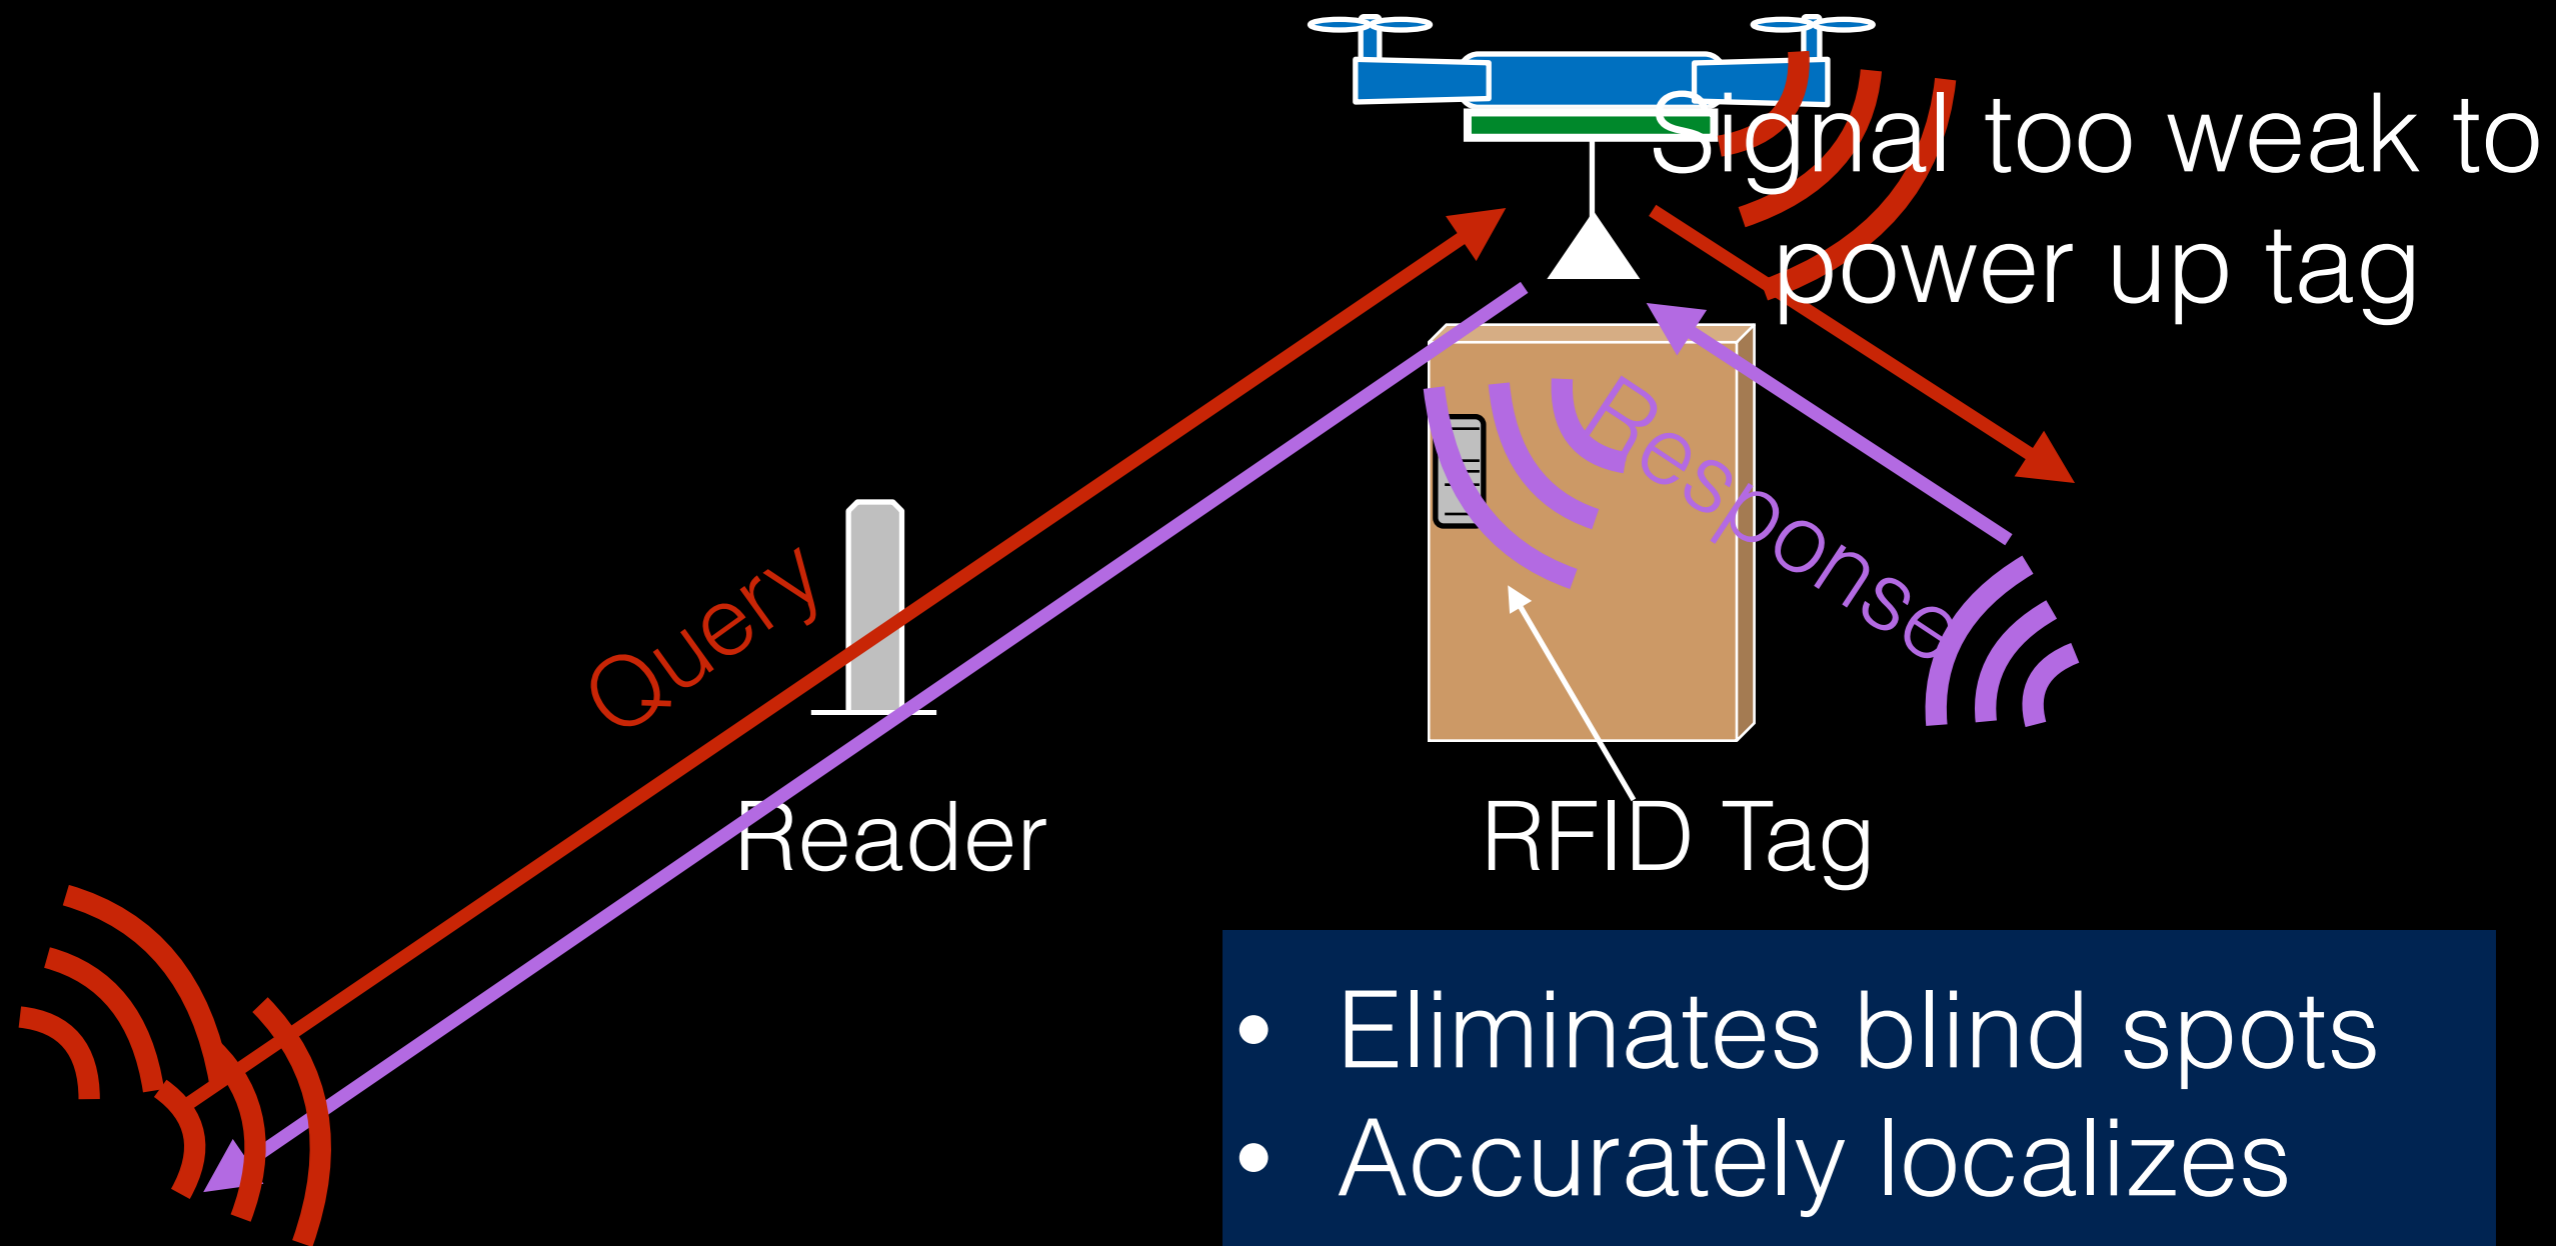 Signal too weak to
power up tag
Query
Response
Reader
RFID Tag
• Eliminates blind spots
• Accurately localizes